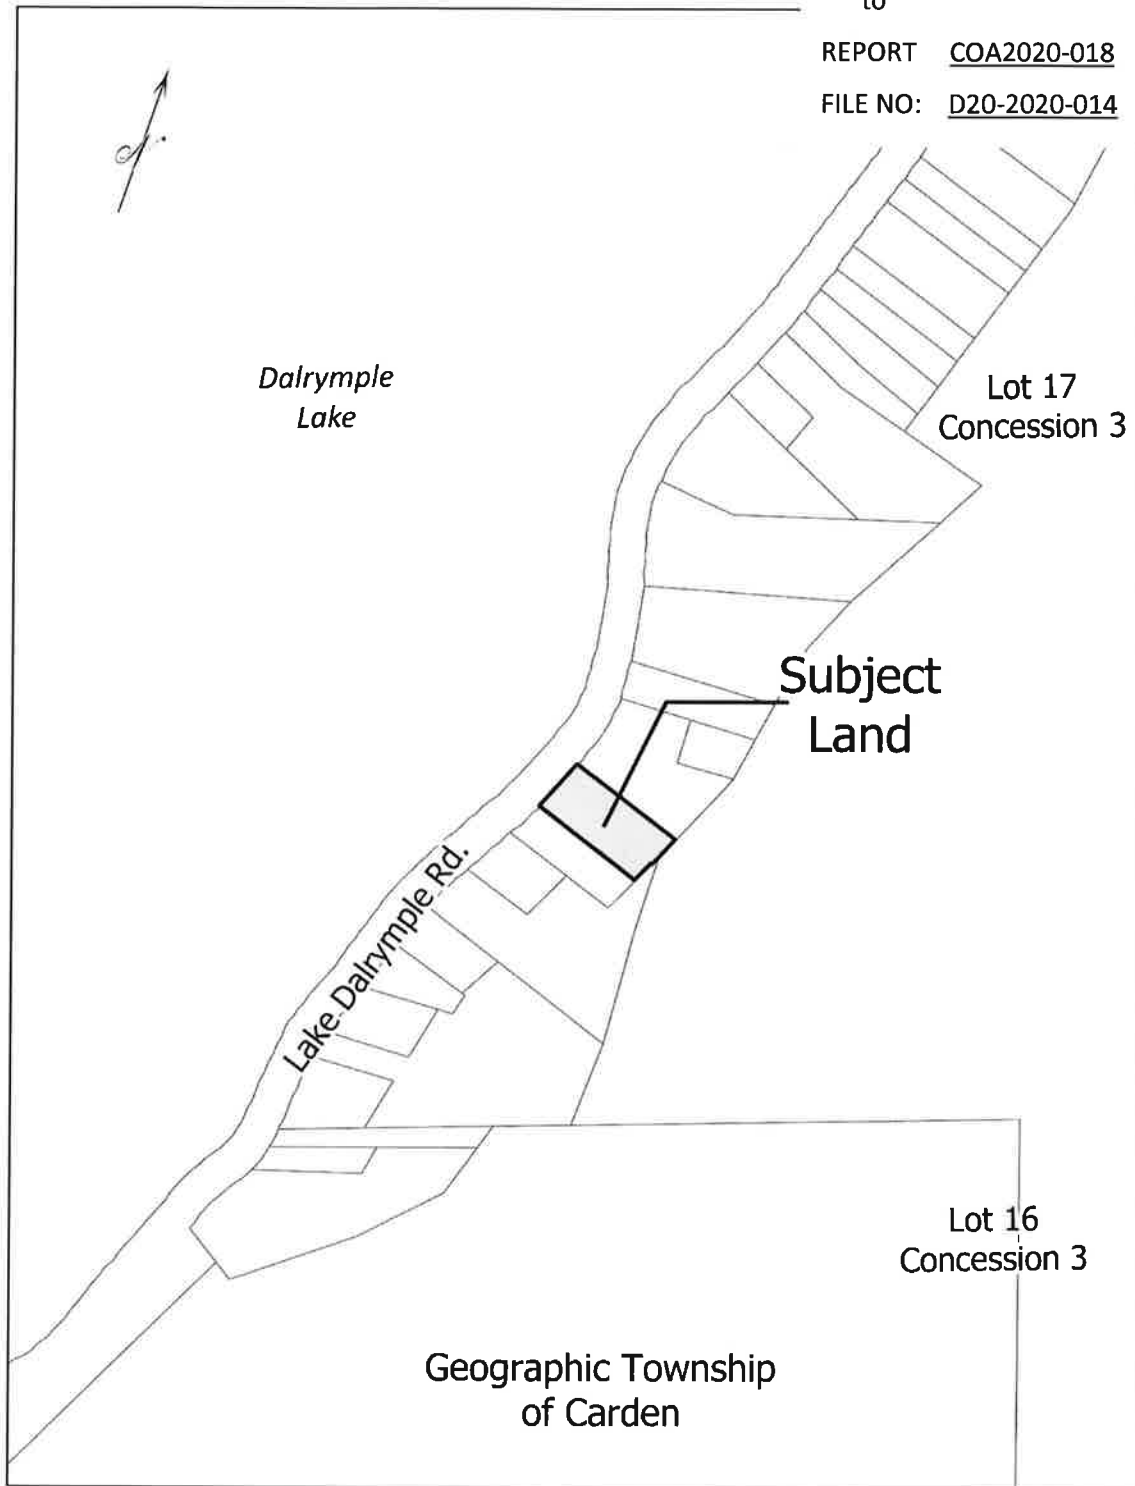 to
REPORT COA2020-018
FILE NO: D20-2020-014
Dalrymple
Lake
Lot 17
Concession 3
Subject
Land
Lake Dalrymple Rd.
Lot 16
Concession 3
Geographic Township
of Carden